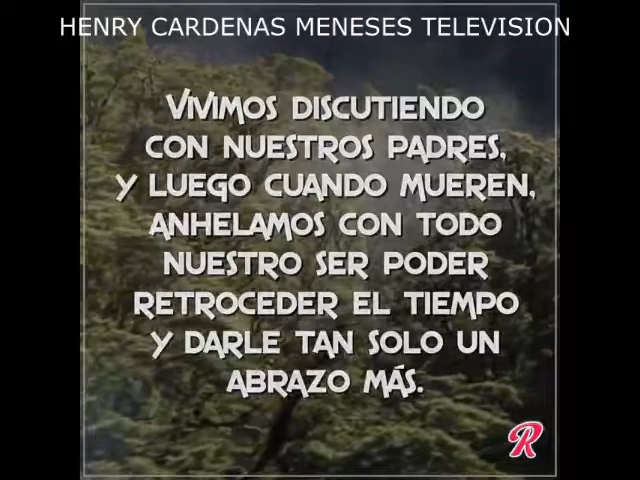 HENRY CARDENAS MENESES TELEVISION
VIVIMOS DISCUTIENDO
CON NUESTROS PADRES,
Y LUEGO CUANDO MUEREN,
ANHELAMOS CON TODO
NUESTRO SER PODER
RETROCEDER EL TIEMPO
Y DARLE TAN SOLO UN
ABRAZO MÁS.
R